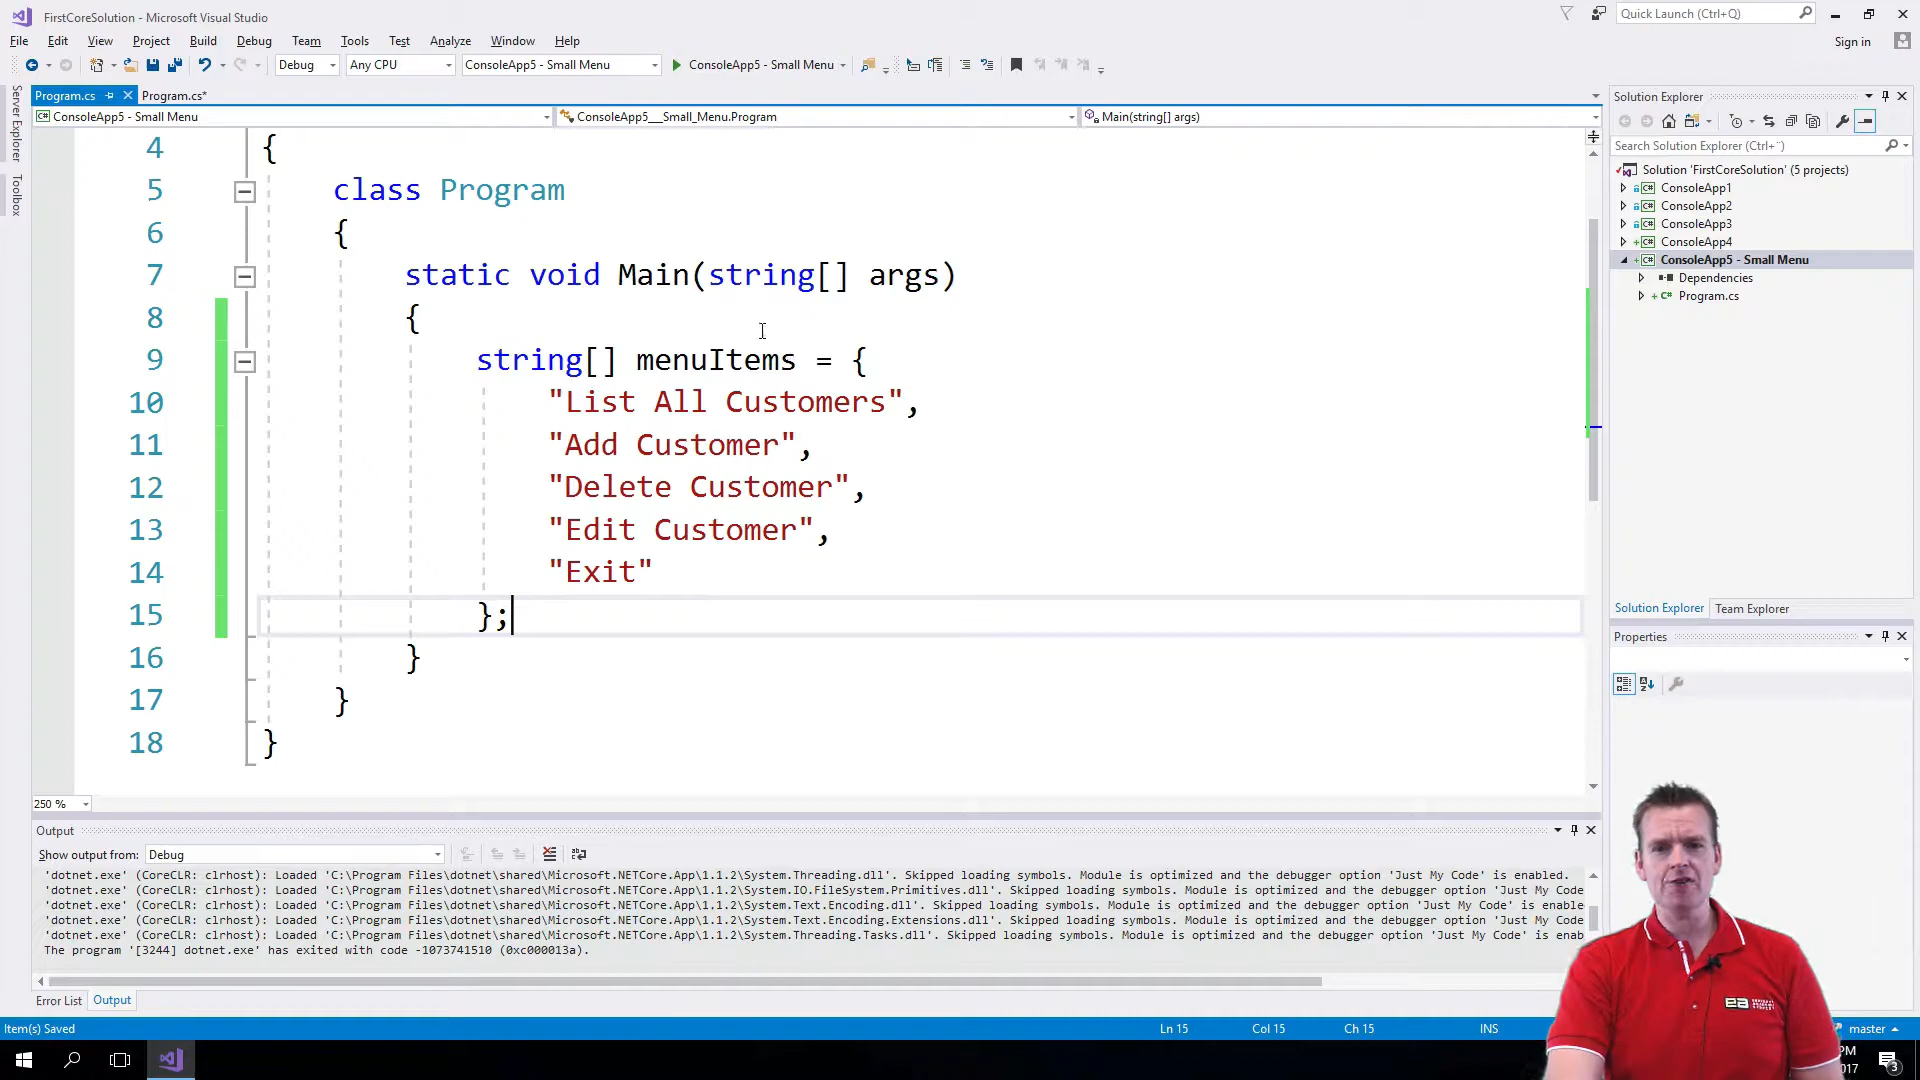 FirstCoreSolution - Microsoft Visual Studio
Quick Launch (Ctrl+Q)
File Edit View Project Build Debug Team Tools Test Analyze Window Help
Sign in
Debug Any CPU ConsoleApp5 - Small Menu ConsoleApp5 - Small Menu
Server Explorer
Toolbox
Program.cs Program.cs*
ConsoleApp5 - Small Menu ConsoleApp5__Small_Menu.Program Main(string[] args)
4 {
5 class Program
6 {
7 static void Main(string[] args)
8 {
9 string[] menuItems = {
10 "List All Customers",
11 "Add Customer",
12 "Delete Customer",
13 "Edit Customer",
14 "Exit"
15 };
16 }
17 }
18 }
250 %
Solution Explorer
Search Solution Explorer (Ctrl+¨)
Solution 'FirstCoreSolution' (5 projects)
ConsoleApp1
ConsoleApp2
ConsoleApp3
ConsoleApp4
ConsoleApp5 - Small Menu
Dependencies
Program.cs
Solution Explorer Team Explorer
Properties
Output
Show output from: Debug
'dotnet.exe' (CoreCLR: clrhost): Loaded 'C:\Program Files\dotnet\shared\Microsoft.NETCore.App\1.1.2\System.Threading.dll'. Skipped loading symbols. Module is optimized and the debugger option 'Just My Code' is enabled.
'dotnet.exe' (CoreCLR: clrhost): Loaded 'C:\Program Files\dotnet\shared\Microsoft.NETCore.App\1.1.2\System.IO.FileSystem.Primitives.dll'. Skipped loading symbols. Module is optimized and the debugger option 'Just My Code
'dotnet.exe' (CoreCLR: clrhost): Loaded 'C:\Program Files\dotnet\shared\Microsoft.NETCore.App\1.1.2\System.Text.Encoding.dll'. Skipped loading symbols. Module is optimized and the debugger option 'Just My Code' is enable
'dotnet.exe' (CoreCLR: clrhost): Loaded 'C:\Program Files\dotnet\shared\Microsoft.NETCore.App\1.1.2\System.Text.Encoding.Extensions.dll'. Skipped loading symbols. Module is optimized and the debugger option 'Just My Code
'dotnet.exe' (CoreCLR: clrhost): Loaded 'C:\Program Files\dotnet\shared\Microsoft.NETCore.App\1.1.2\System.Threading.Tasks.dll'. Skipped loading symbols. Module is optimized and the debugger option 'Just My Code' is enab
The program '[3244] dotnet.exe' has exited with code -1073741510 (0xc000013a).
Error List Output
Item(s) Saved Ln 15 Col 15 Ch 15 INS master
PM
2017
3
ea